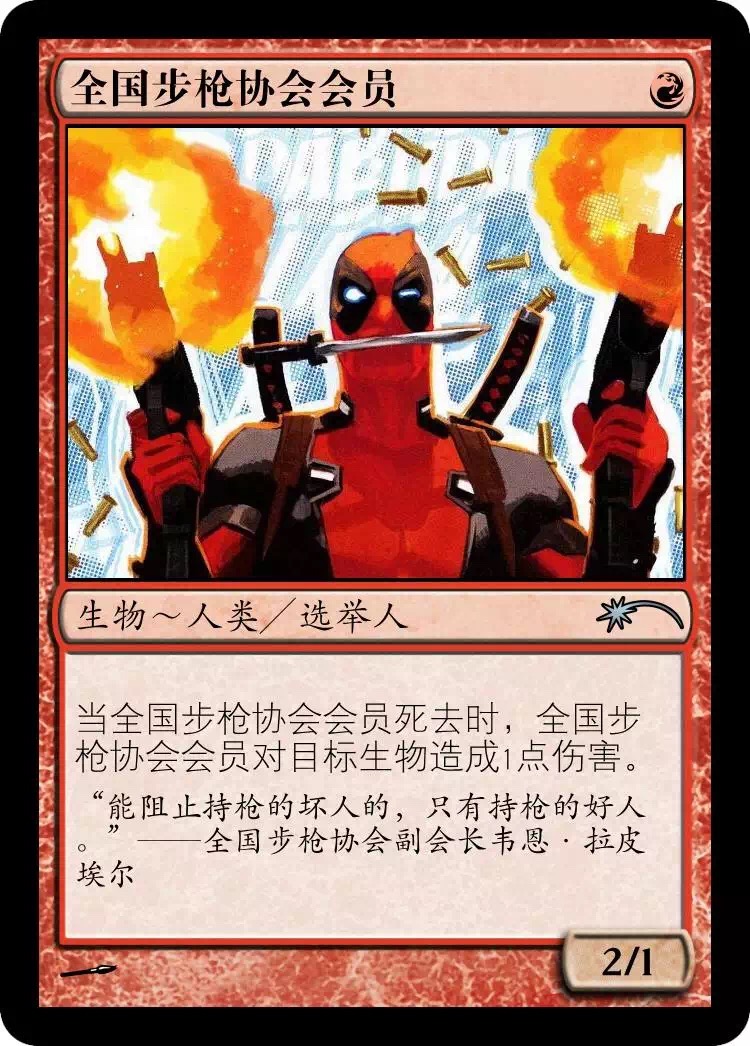 全国步枪协会会员
生物～人类／选举人
当全国步枪协会会员死去时，全国步
枪协会会员对目标生物造成1点伤害。
“能阻止持枪的坏人的，只有持枪的好人
。”——全国步枪协会副会长韦恩·拉皮
埃尔
2/1